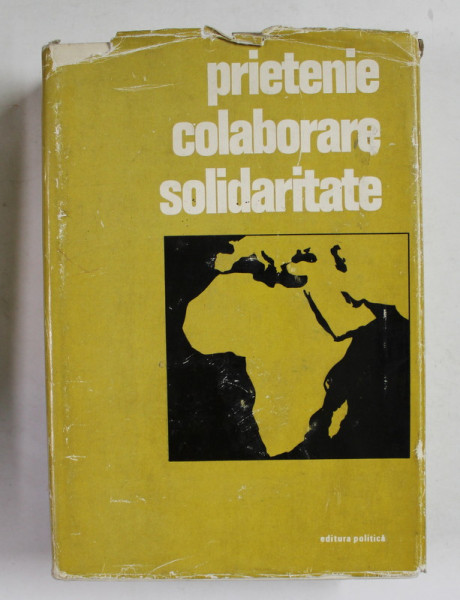 prietenie
colaborare
solidaritate
editura politică